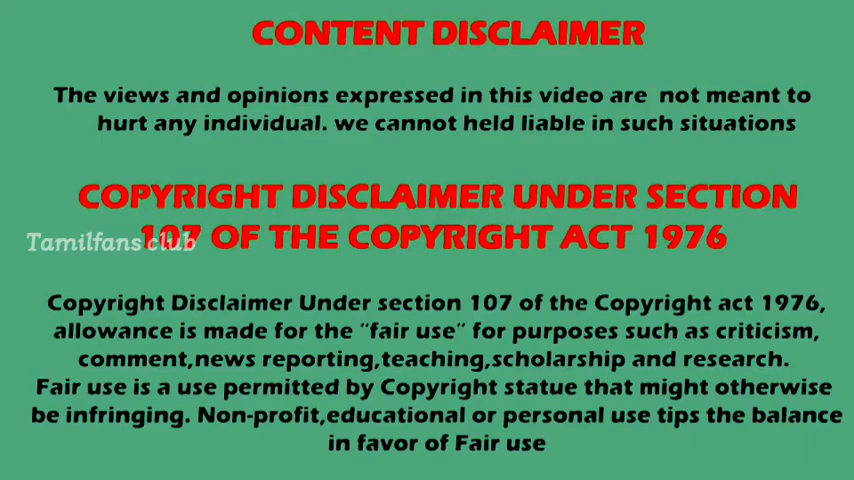 CONTENT DISCLAIMER
The views and opinions expressed in this video are not meant to
hurt any individual. we cannot held liable in such situations
COPYRIGHT DISCLAIMER UNDER SECTION
107 OF THE COPYRIGHT ACT 1976
Tamilfans club
Copyright Disclaimer Under section 107 of the Copyright act 1976,
allowance is made for the "fair use" for purposes such as criticism,
comment,news reporting,teaching,scholarship and research.
Fair use is a use permitted by Copyright statue that might otherwise
be infringing. Non-profit,educational or personal use tips the balance
in favor of Fair use